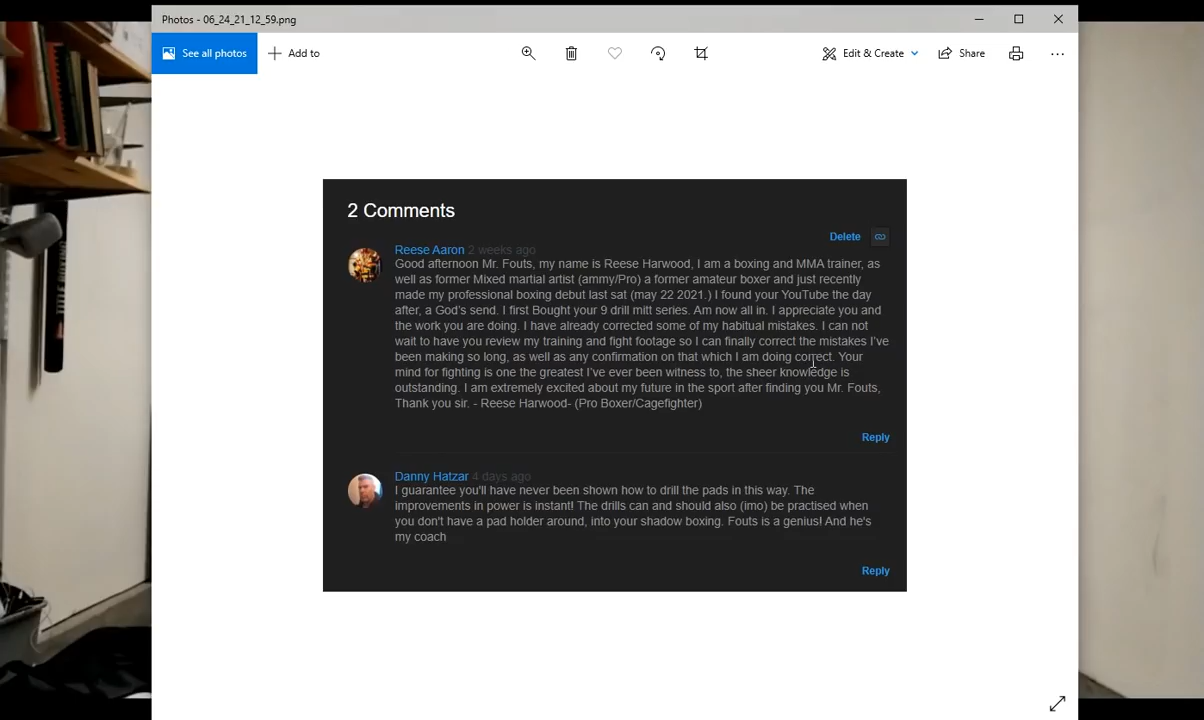 Photos - 06_24_21_12_59.png
See all photos
Add to
Edit & Create
Share
2 Comments
Delete
Reese Aaron 2 weeks ago
Good afternoon Mr. Fouts, my name is Reese Harwood, I am a boxing and MMA trainer, as
well as former Mixed martial artist (ammy/Pro) a former amateur boxer and just recently
made my professional boxing debut last sat (may 22 2021.) I found your YouTube the day
after, a God's send. I first Bought your 9 drill mitt series. Am now all in. I appreciate you and
the work you are doing. I have already corrected some of my habitual mistakes. I can not
wait to have you review my training and fight footage so I can finally correct the mistakes I've
been making so long, as well as any confirmation on that which I am doing correct. Your
mind for fighting is one the greatest I've ever been witness to, the sheer knowledge is
outstanding. I am extremely excited about my future in the sport after finding you Mr. Fouts,
Thank you sir. - Reese Harwood- (Pro Boxer/Cagefighter)
Reply
Danny Hatzar 4 days ago
I guarantee you'll have never been shown how to drill the pads in this way. The
improvements in power is instant! The drills can and should also (imo) be practised when
you don't have a pad holder around, into your shadow boxing. Fouts is a genius! And he's
my coach
Reply